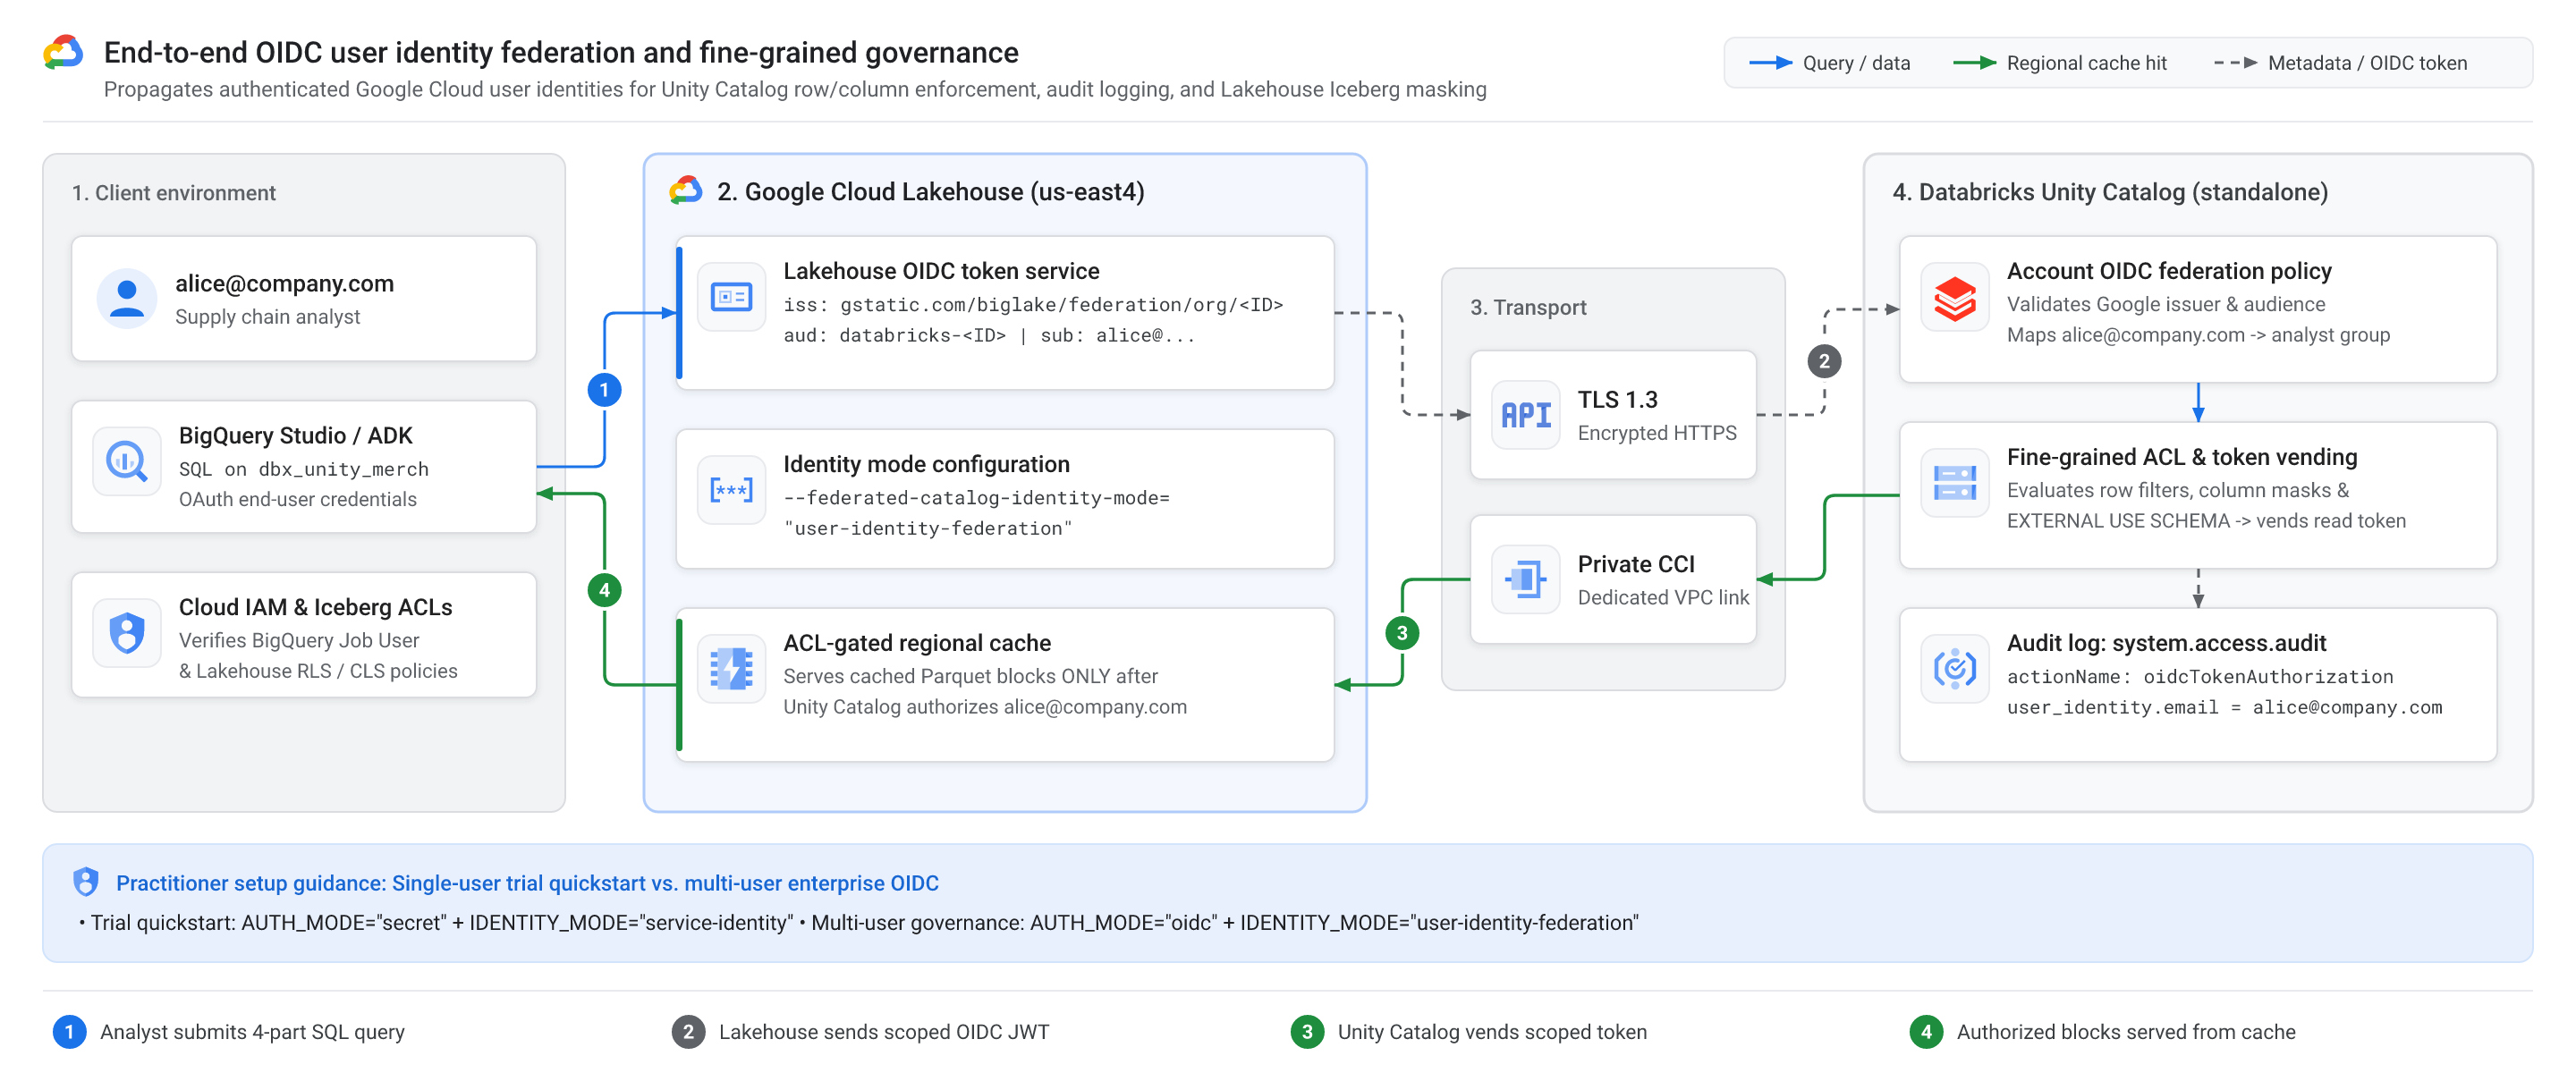 End-to-end OIDC user identity federation and fine-grained governance
Propagates authenticated Google Cloud user identities for Unity Catalog row/column enforcement, audit logging, and Lakehouse Iceberg masking
Query / data
Regional cache hit
Metadata / OIDC token
1. Client environment
alice@company.com
Supply chain analyst
BigQuery Studio / ADK
SQL on dbx_unity_merch
OAuth end-user credentials
Cloud IAM & Iceberg ACLs
Verifies BigQuery Job User
& Lakehouse RLS / CLS policies
1
4
2. Google Cloud Lakehouse (us-east4)
Lakehouse OIDC token service
iss: gstatic.com/biglake/federation/org/<ID>
aud: databricks-<ID> | sub: alice@...
[***]
Identity mode configuration
--federated-catalog-identity-mode=
"user-identity-federation"
ACL-gated regional cache
Serves cached Parquet blocks ONLY after
Unity Catalog authorizes alice@company.com
3
3. Transport
API
TLS 1.3
Encrypted HTTPS
Private CCI
Dedicated VPC link
2
4. Databricks Unity Catalog (standalone)
Account OIDC federation policy
Validates Google issuer & audience
Maps alice@company.com -> analyst group
Fine-grained ACL & token vending
Evaluates row filters, column masks &
EXTERNAL USE SCHEMA -> vends read token
Audit log: system.access.audit
actionName: oidcTokenAuthorization
user_identity.email = alice@company.com
Practitioner setup guidance: Single-user trial quickstart vs. multi-user enterprise OIDC
• Trial quickstart: AUTH_MODE="secret" + IDENTITY_MODE="service-identity" • Multi-user governance: AUTH_MODE="oidc" + IDENTITY_MODE="user-identity-federation"
1 Analyst submits 4-part SQL query
2 Lakehouse sends scoped OIDC JWT
3 Unity Catalog vends scoped token
4 Authorized blocks served from cache